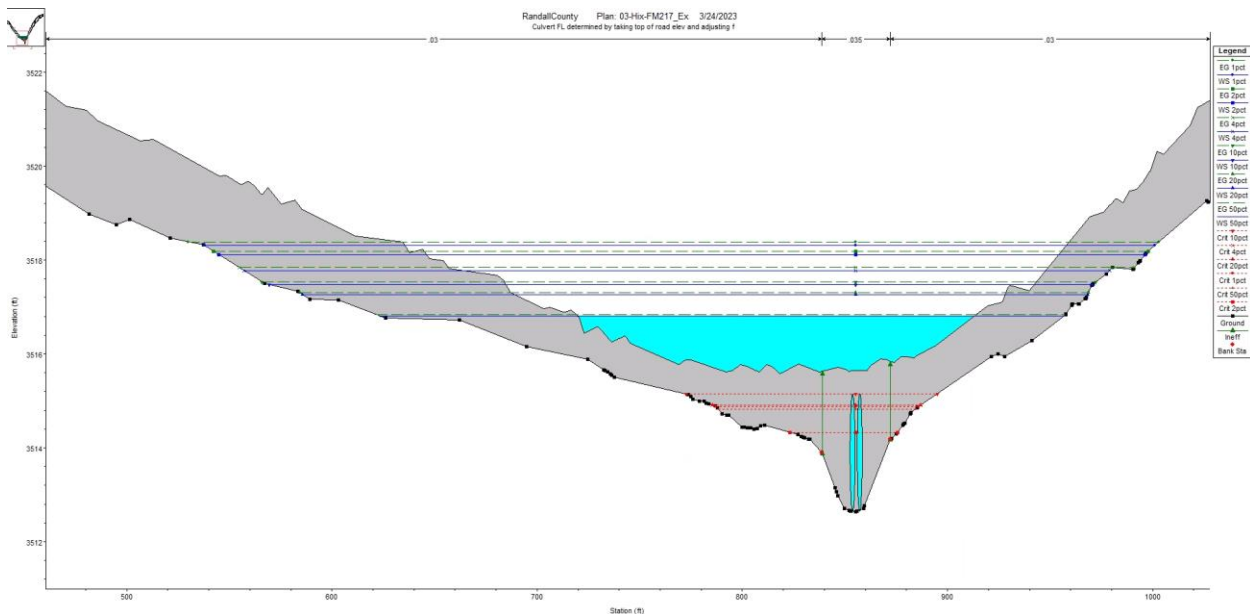 RandallCounty Plan: 03-Hix-FM217_Ex 3/24/2023
Culvert FL determined by taking top of road elev and adjusting f
.03
.035
.03
Legend
EG 1pct
WS 1pct
EG 2pct
WS 2pct
EG 4pct
WS 4pct
EG 10pct
WS 10pct
EG 20pct
WS 20pct
EG 50pct
WS 50pct
Crit 10pct
Crit 4pct
Crit 20pct
Crit 1pct
Crit 50pct
Crit 2pct
Ground
Ineff
Bank Sta
3522
3520
3518
3516
3514
3512
Elevation (ft)
500
600
700
800
900
1000
Station (ft)